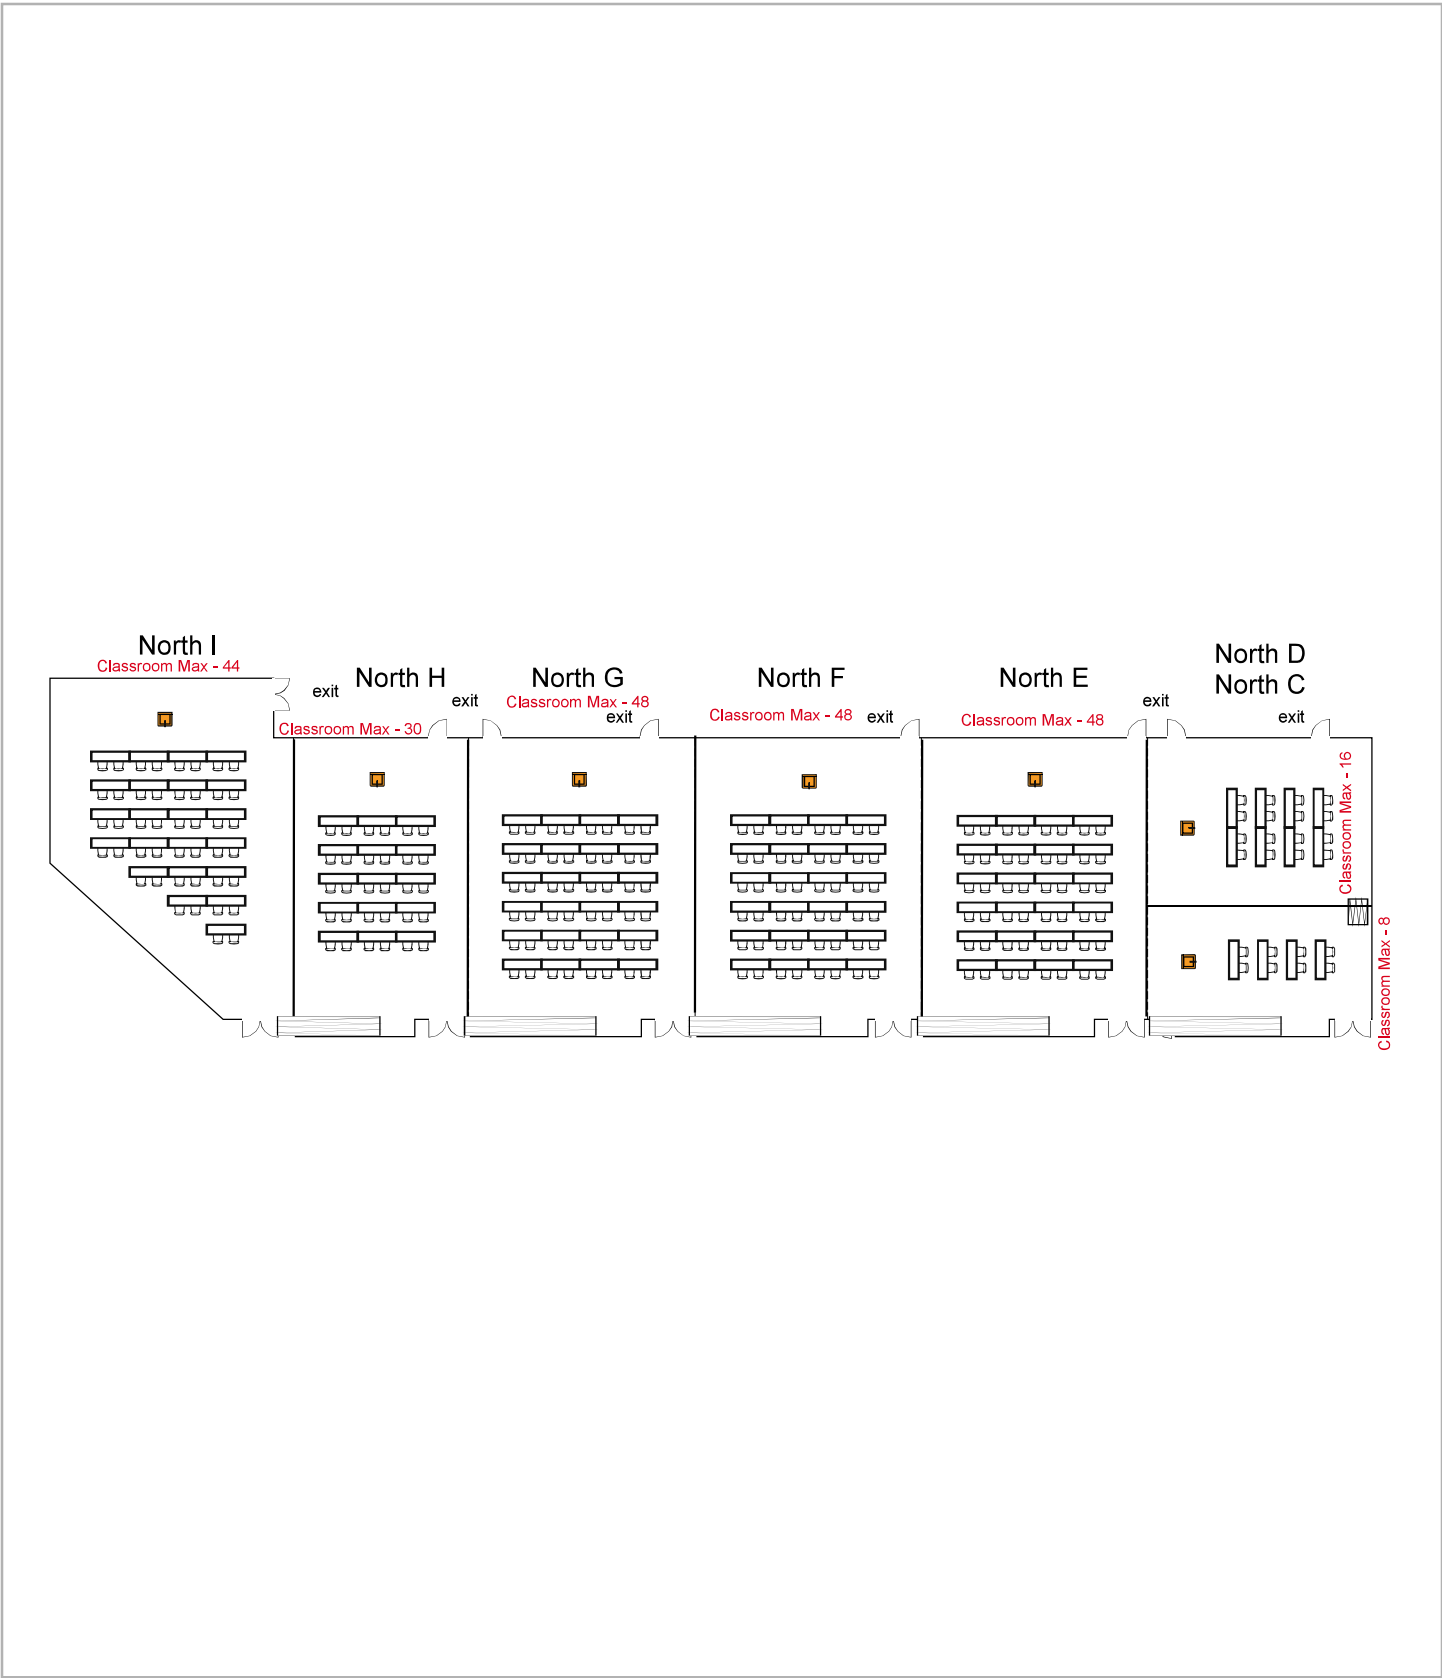 North I
Classroom Max - 44
exit
North H
Classroom Max - 30
exit
North G
Classroom Max - 48
exit
North F
Classroom Max - 48
exit
North E
Classroom Max - 48
exit
North D
North C
exit
Classroom Max - 16
Classroom Max - 8